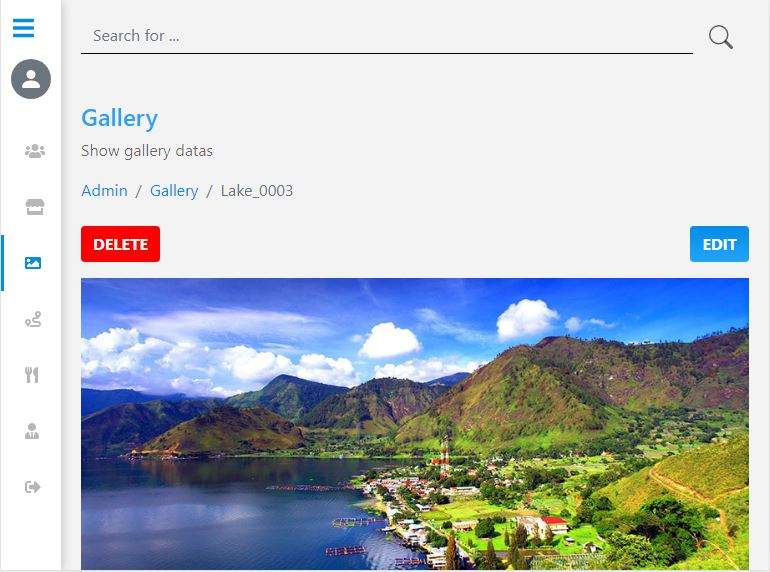 Search for ...
Gallery
Show gallery datas
Admin / Gallery / Lake_0003
DELETE EDIT